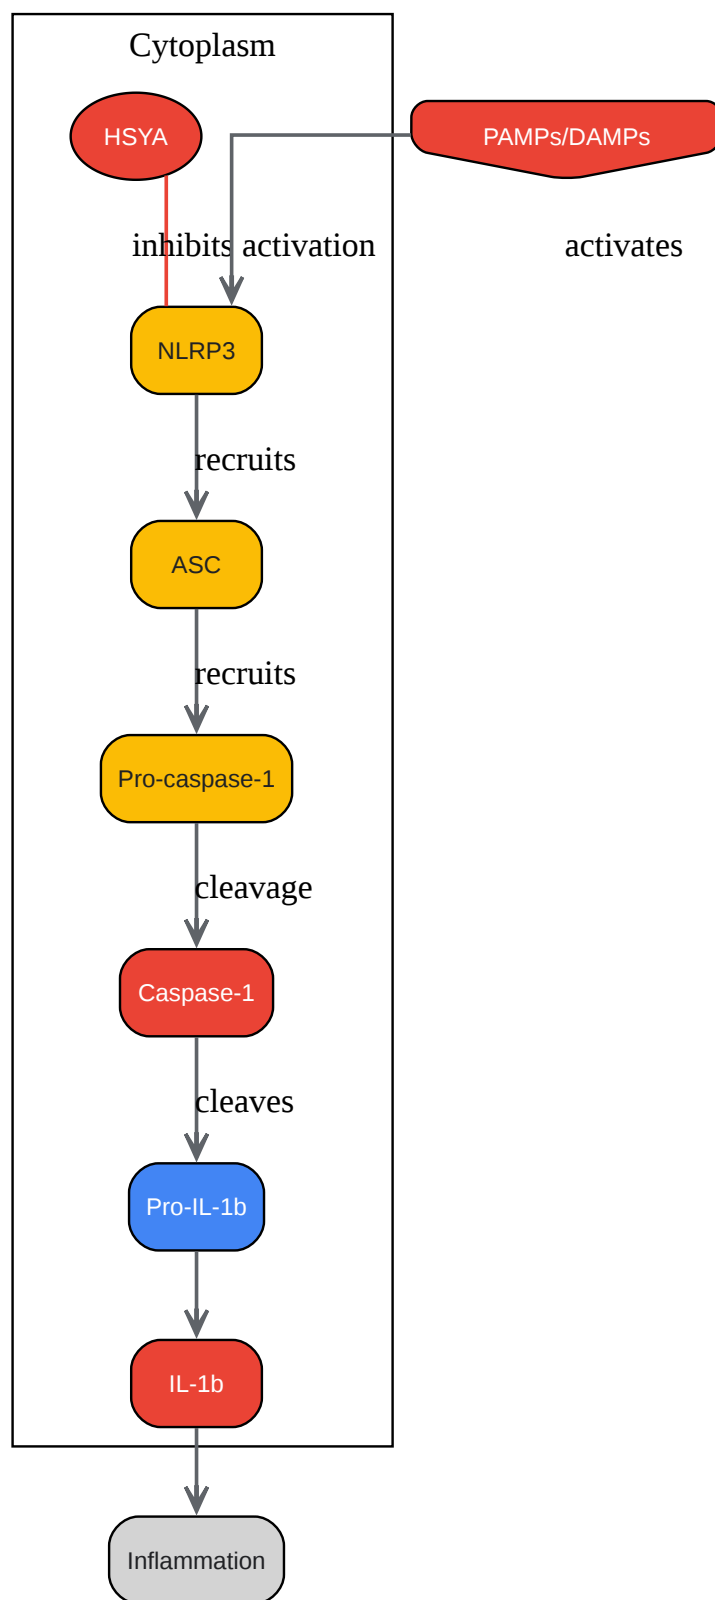 Cytoplasm
HSYA
PAMPs/DAMPs
inhibits activation
activates
NLRP3
recruits
ASC
recruits
Pro-caspase-1
cleavage
Caspase-1
cleaves
Pro-IL-1b
IL-1b
Inflammation